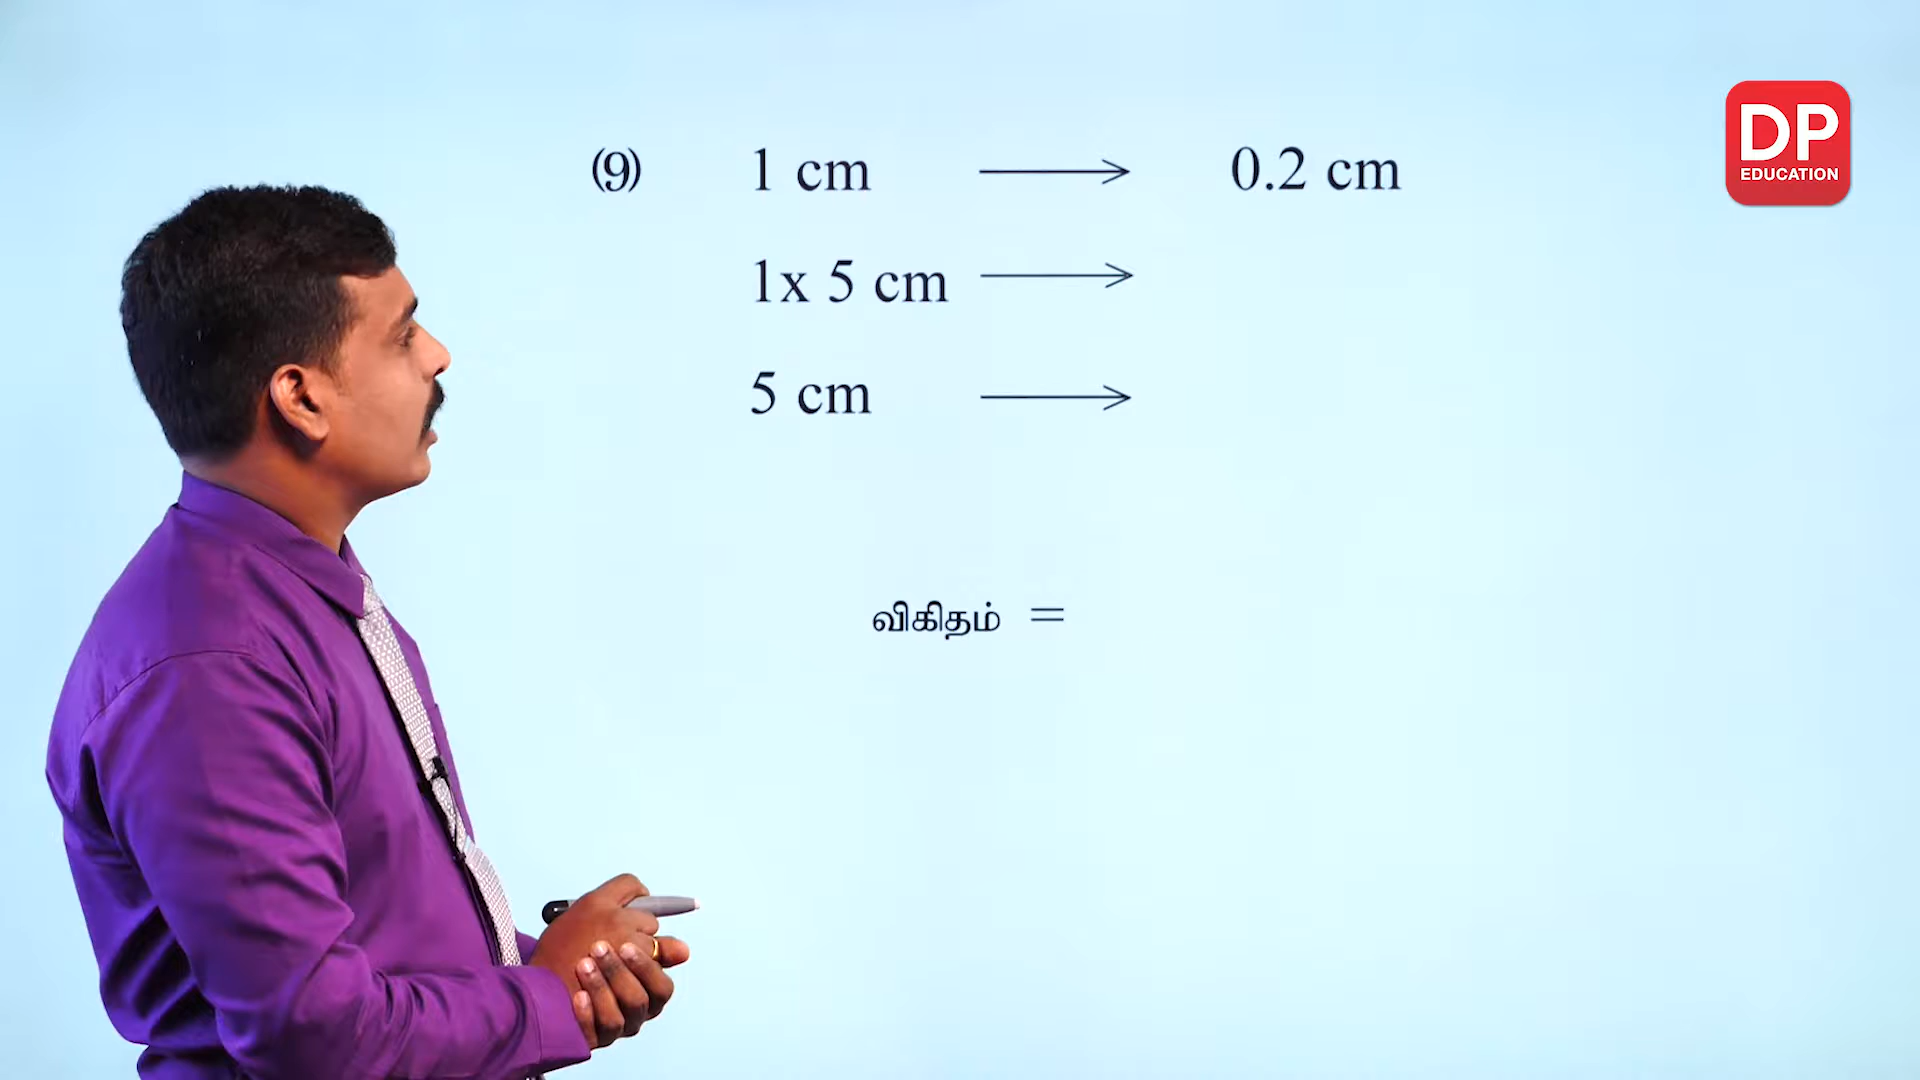 DP
EDUCATION
(9) 1 cm → 0.2 cm
1x 5 cm →
5 cm →
விகிதம் =